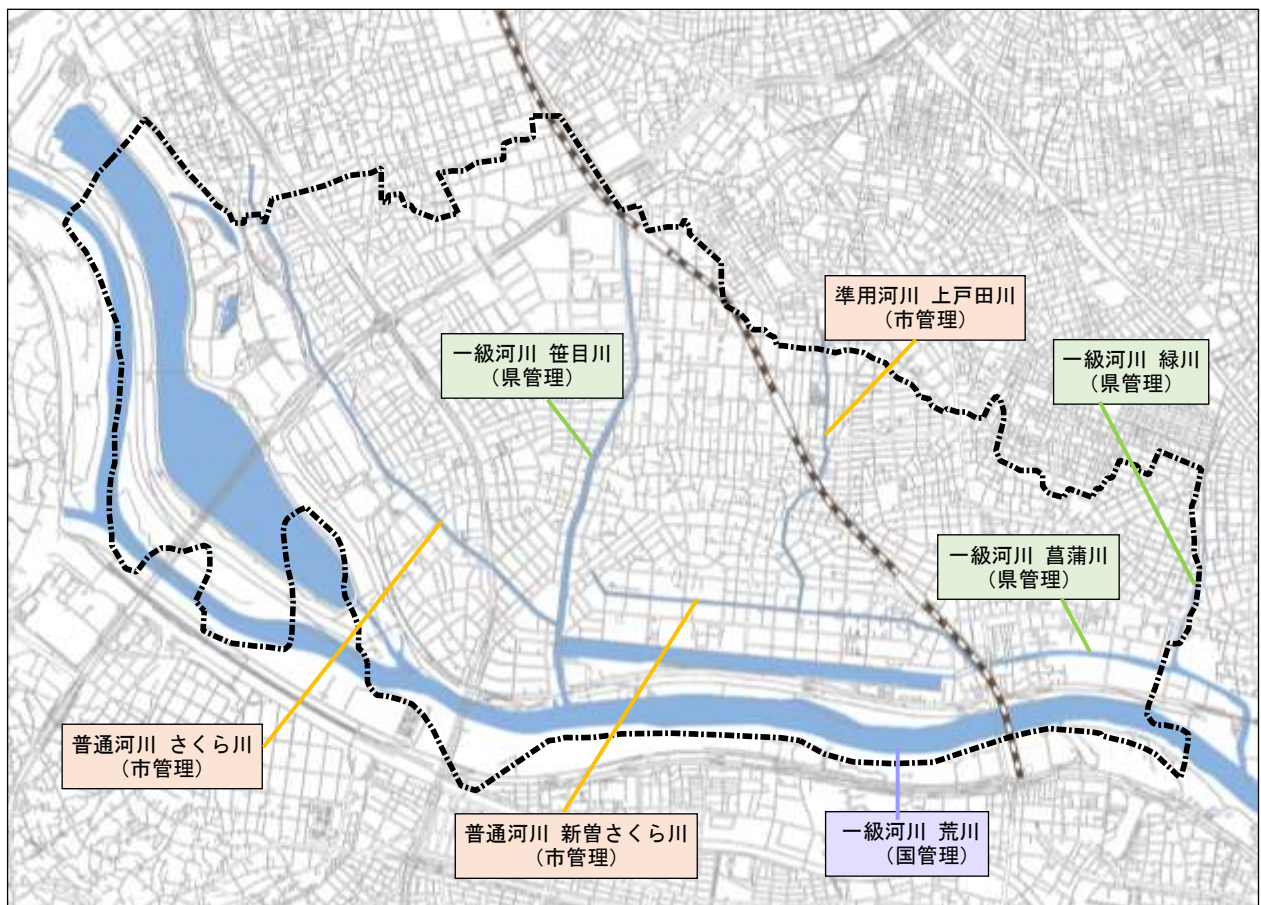 準用河川 上戸田川
（市管理）
一級河川 笹目川
（県管理）
一級河川 緑川
（県管理）
一級河川 菖蒲川
（県管理）
普通河川 さくら川
（市管理）
普通河川 新曽さくら川
（市管理）
一級河川 荒川
（国管理）